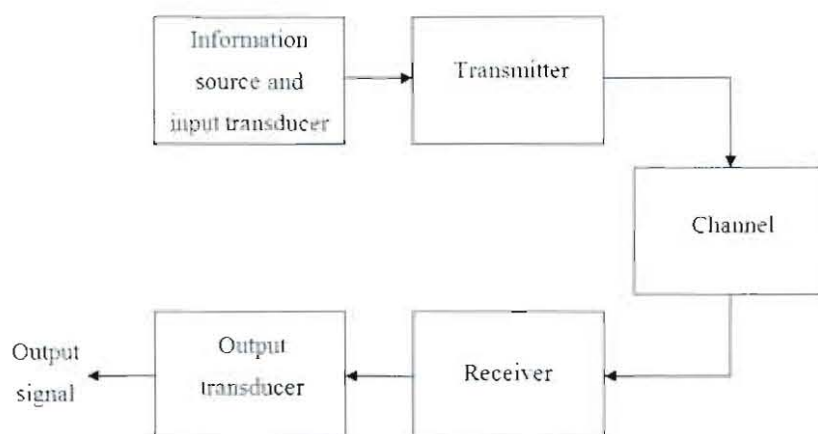 Information
source and
input transducer
Transmitter
Channel
Receiver
Output
transducer
Output
signal